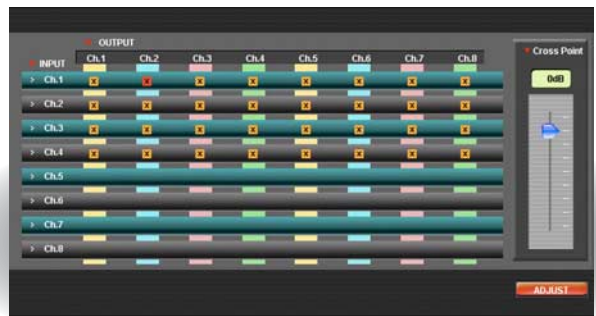 OUTPUT
INPUT Ch.1 Ch.2 Ch.3 Ch.4 Ch.5 Ch.6 Ch.7 Ch.8
Cross Point
0dB
Ch.1 X X X X X X X X
Ch.2 X X X X X X X X
Ch.3 X X X X X X X X
Ch.4 X X X X X X X X
Ch.5
Ch.6
Ch.7
Ch.8
ADJUST